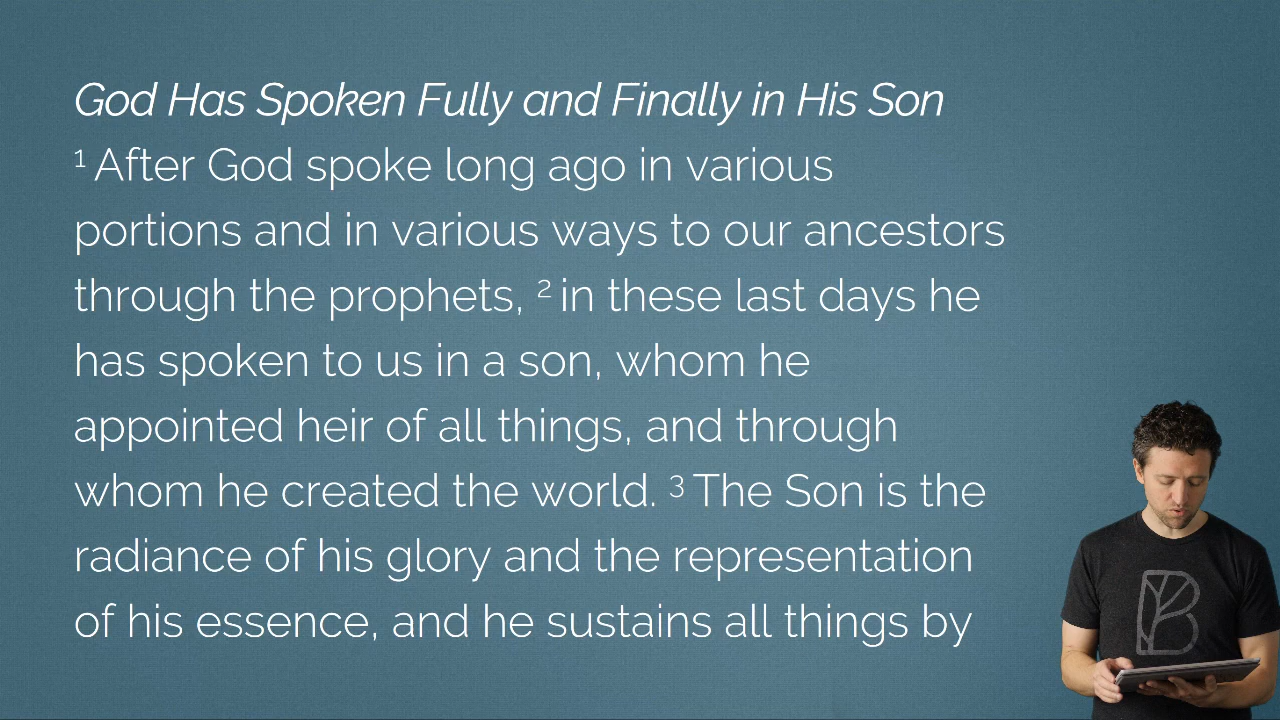 God Has Spoken Fully and Finally in His Son
¹ After God spoke long ago in various
portions and in various ways to our ancestors
through the prophets, ² in these last days he
has spoken to us in a son, whom he
appointed heir of all things, and through
whom he created the world. ³ The Son is the
radiance of his glory and the representation
of his essence, and he sustains all things by
B